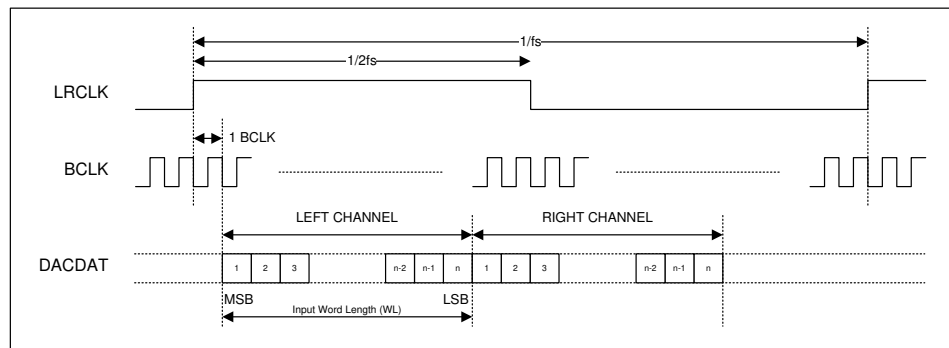 1/fs
1/2fs
LRCLK
1 BCLK
BCLK
LEFT CHANNEL RIGHT CHANNEL
DACDAT 1 2 3 n-2 n-1 n 1 2 3 n-2 n-1 n
MSB LSB
Input Word Length (WL)